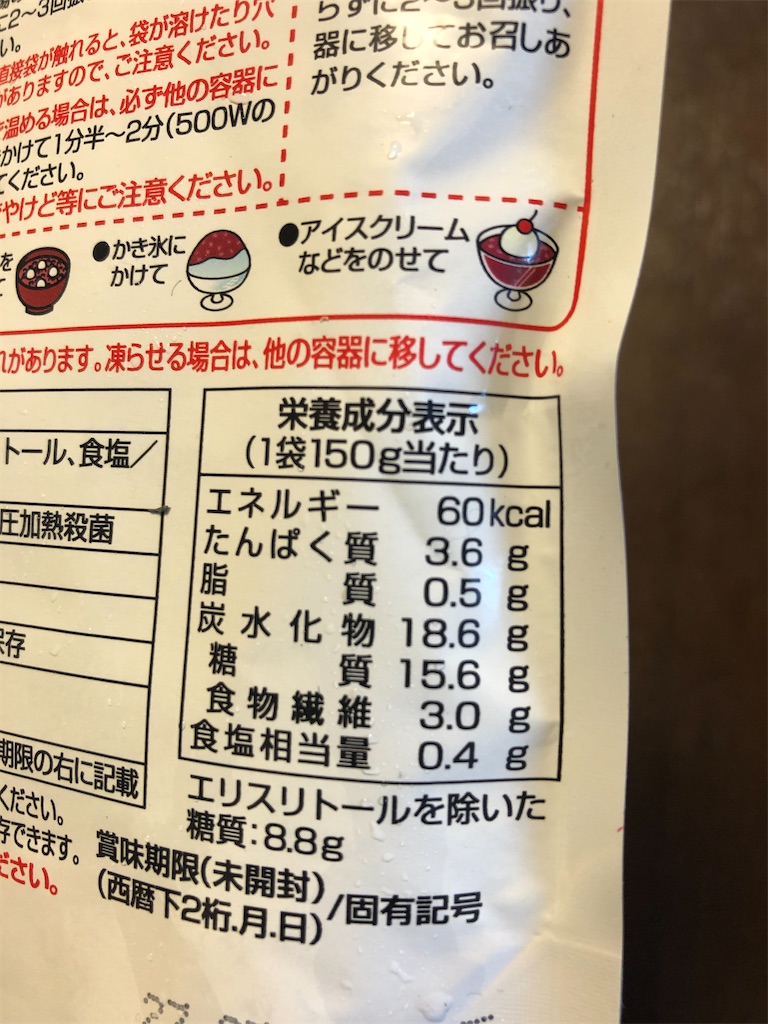 に2〜3回振
らずに2〜3回振り、
い。
器に移してお召しあ
がりください。
直接袋が触れると、袋が溶けたり穴
がありますので、ご注意ください。
温める場合は、必ず他の容器に
かけて1分半〜2分(500Wの
てください。
やけど等にご注意ください。
を
て
●かき氷に
かけて
●アイスクリーム
などをのせて
れがあります。凍らせる場合は、他の容器に移してください。
トール、食塩/
圧加熱殺菌
保存
期限の右に記載
栄養成分表示
(1袋150g当たり)
エネルギー 60kcal
たんぱく質 3.6 g
脂質 0.5 g
炭水化物 18.6 g
糖質 15.6 g
食物繊維 3.0 g
食塩相当量 0.4 g
エリスリトールを除いた
糖質:8.8g
ください。
存できます。
ださい。
賞味期限(未開封)
(西暦下2桁.月.日)
/固有記号